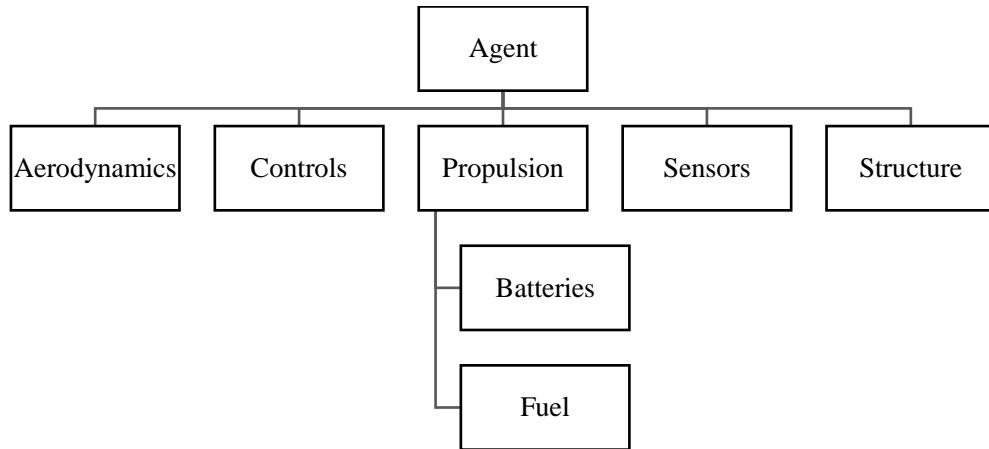 Agent
Aerodynamics
Controls
Propulsion
Sensors
Structure
Batteries
Fuel